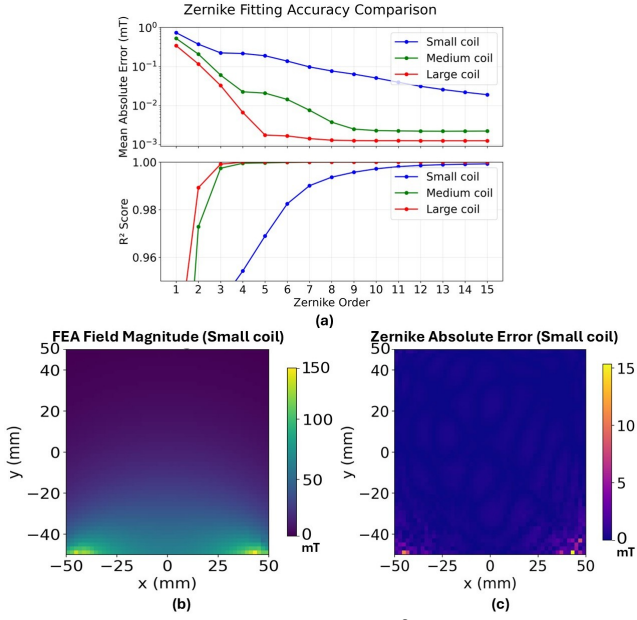 Zernike Fitting Accuracy Comparison
Mean Absolute Error (mT)
10⁰
10⁻¹
10⁻²
10⁻³
Small coil
Medium coil
Large coil
R² Score
1.00
0.98
0.96
Small coil
Medium coil
Large coil
1 2 3 4 5 6 7 8 9 10 11 12 13 14 15
Zernike Order
(a)
FEA Field Magnitude (Small coil)
y (mm)
50
40
20
0
−20
−40
−50 −25 0 25 50
x (mm)
150
100
50
0
mT
(b)
Zernike Absolute Error (Small coil)
y (mm)
50
40
20
0
−20
−40
−50 −25 0 25 50
x (mm)
15
10
5
0
mT
(c)